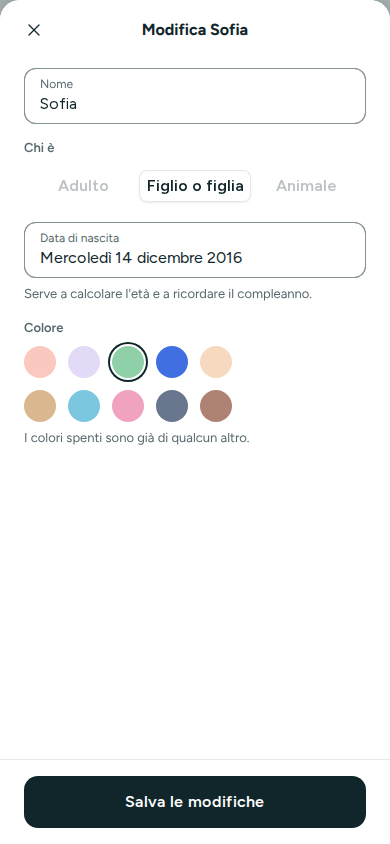 Modifica Sofia
Nome
Sofia
Chi è
Adulto
Figlio o figlia
Animale
Data di nascita
Mercoledì 14 dicembre 2016
Serve a calcolare l'età e a ricordare il compleanno.
Colore
I colori spenti sono già di qualcun altro.
Salva le modifiche